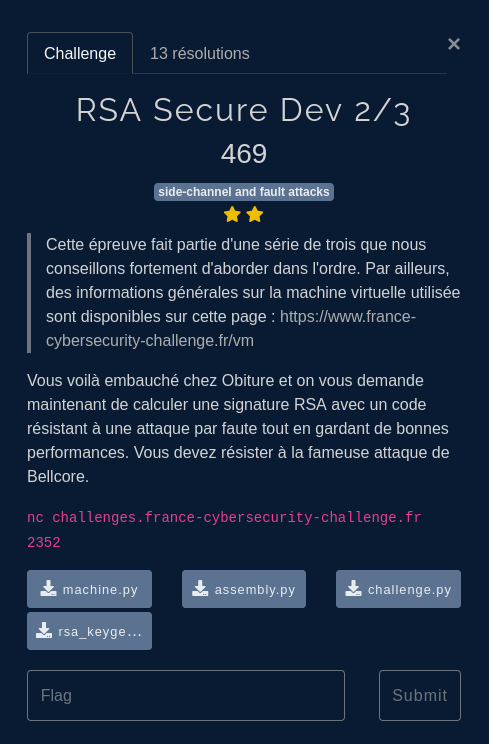 ×
Challenge
13 résolutions
RSA Secure Dev 2/3
469
side-channel and fault attacks
Cette épreuve fait partie d'une série de trois que nous
conseillons fortement d'aborder dans l'ordre. Par ailleurs,
des informations générales sur la machine virtuelle utilisée
sont disponibles sur cette page : https://www.france-
cybersecurity-challenge.fr/vm
Vous voilà embauché chez Obiture et on vous demande
maintenant de calculer une signature RSA avec un code
résistant à une attaque par faute tout en gardant de bonnes
performances. Vous devez résister à la fameuse attaque de
Bellcore.
nc challenges.france-cybersecurity-challenge.fr
2352
machine.py
assembly.py
challenge.py
rsa_keyge...
Flag
Submit